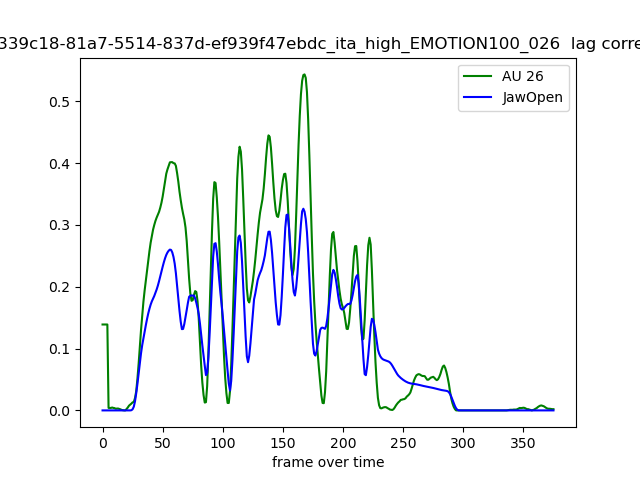 339c18-81a7-5514-837d-ef939f47ebdc_ita_high_EMOTION100_026 lag corre
AU 26
JawOpen
0.5
0.4
0.3
0.2
0.1
0.0
0 50 100 150 200 250 300 350
frame over time